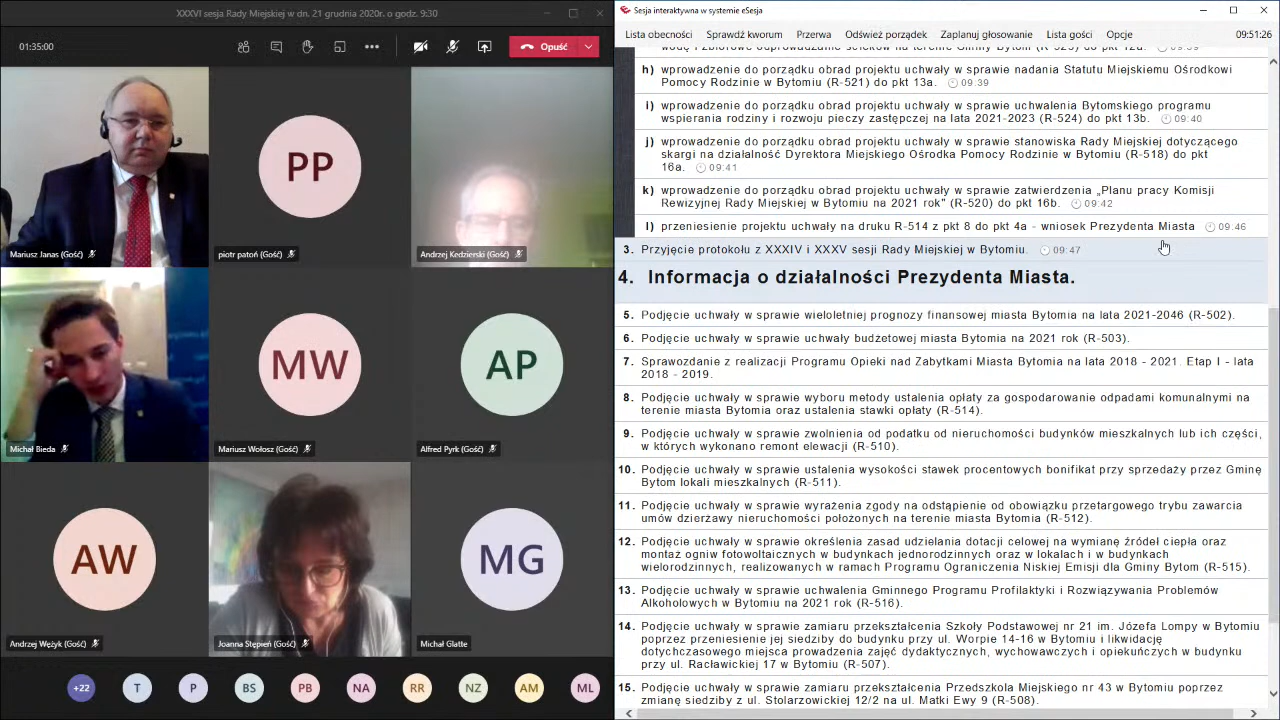 XXXVI sesja Rady Miejskiej w dn. 21 grudnia 2020r. o godz. 9:30
01:35:00
Opuść
Mariusz Janas (Gość)
PP
piotr patoń (Gość)
Andrzej Kedzierski (Gość)
Michał Bieda
MW
Mariusz Wołosz (Gość)
AP
Alfred Pyrk (Gość)
AW
Andrzej Wężyk (Gość)
Joanna Stępień (Gość)
MG
Michał Glatte
+22
T
P
BS
PB
NA
RR
NZ
AM
ML
Sesja interaktywna w systemie eSesja
Lista obecności Sprawdź kworum Przerwa Odśwież porządek Zaplanuj głosowanie Lista gości Opcje 09:51:26
h) wprowadzenie do porządku obrad projektu uchwały w sprawie nadania Statutu Miejskiemu Ośrodkowi
Pomocy Rodzinie w Bytomiu (R-521) do pkt 13a. 09:39
i) wprowadzenie do porządku obrad projektu uchwały w sprawie uchwalenia Bytomskiego programu
wspierania rodziny i rozwoju pieczy zastępczej na lata 2021-2023 (R-524) do pkt 13b. 09:40
j) wprowadzenie do porządku obrad projektu uchwały w sprawie stanowiska Rady Miejskiej dotyczącego
skargi na działalność Dyrektora Miejskiego Ośrodka Pomocy Rodzinie w Bytomiu (R-518) do pkt
16a. 09:41
k) wprowadzenie do porządku obrad projektu uchwały w sprawie zatwierdzenia „Planu pracy Komisji
Rewizyjnej Rady Miejskiej w Bytomiu na 2021 rok" (R-520) do pkt 16b. 09:42
l) przeniesienie projektu uchwały na druku R-514 z pkt 8 do pkt 4a - wniosek Prezydenta Miasta 09:46
3. Przyjęcie protokołu z XXXIV i XXXV sesji Rady Miejskiej w Bytomiu. 09:47
4. Informacja o działalności Prezydenta Miasta.
5. Podjęcie uchwały w sprawie wieloletniej prognozy finansowej miasta Bytomia na lata 2021-2046 (R-502).
6. Podjęcie uchwały w sprawie uchwały budżetowej miasta Bytomia na 2021 rok (R-503).
7. Sprawozdanie z realizacji Programu Opieki nad Zabytkami Miasta Bytomia na lata 2018 - 2021. Etap I - lata
2018 - 2019.
8. Podjęcie uchwały w sprawie wyboru metody ustalenia opłaty za gospodarowanie odpadami komunalnymi na
terenie miasta Bytomia oraz ustalenia stawki opłaty (R-514).
9. Podjęcie uchwały w sprawie zwolnienia od podatku od nieruchomości budynków mieszkalnych lub ich części,
w których wykonano remont elewacji (R-510).
10. Podjęcie uchwały w sprawie ustalenia wysokości stawek procentowych bonifikat przy sprzedaży przez Gminę
Bytom lokali mieszkalnych (R-511).
11. Podjęcie uchwały w sprawie wyrażenia zgody na odstąpienie od obowiązku przetargowego trybu zawarcia
umów dzierżawy nieruchomości położonych na terenie miasta Bytomia (R-512).
12. Podjęcie uchwały w sprawie określenia zasad udzielania dotacji celowej na wymianę źródeł ciepła oraz
montaż ogniw fotowoltaicznych w budynkach jednorodzinnych oraz w lokalach i w budynkach
wielorodzinnych, realizowanych w ramach Programu Ograniczenia Niskiej Emisji dla Gminy Bytom (R-515).
13. Podjęcie uchwały w sprawie uchwalenia Gminnego Programu Profilaktyki i Rozwiązywania Problemów
Alkoholowych w Bytomiu na 2021 rok (R-516).
14. Podjęcie uchwały w sprawie zamiaru przekształcenia Szkoły Podstawowej nr 21 im. Józefa Lompy w Bytomiu
poprzez przeniesienie jej siedziby do budynku przy ul. Worpie 14-16 w Bytomiu i likwidację
dotychczasowego miejsca prowadzenia zajęć dydaktycznych, wychowawczych i opiekuńczych w budynku
przy ul. Racławickiej 17 w Bytomiu (R-507).
15. Podjęcie uchwały w sprawie zamiaru przekształcenia Przedszkola Miejskiego nr 43 w Bytomiu poprzez
zmianę siedziby z ul. Stolarzowickiej 12/2 na ul. Matki Ewy 9 (R-508).